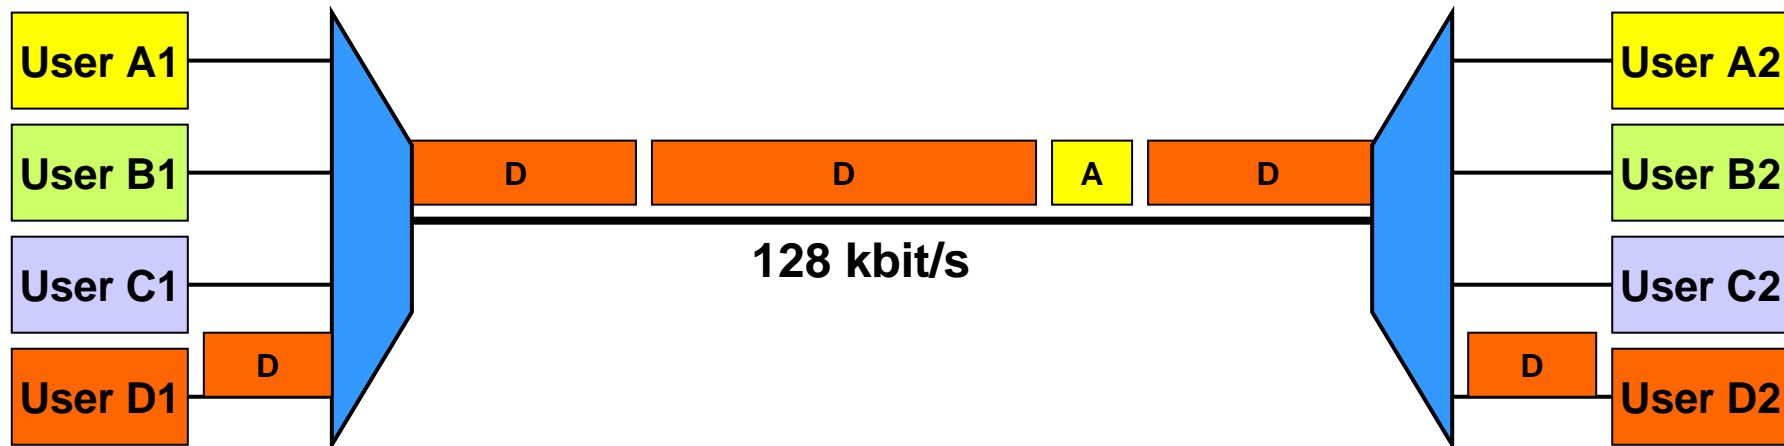 User A1
User B1
User C1
User D1
D
D
D
A
D
128 kbit/s
D
User A2
User B2
User C2
User D2